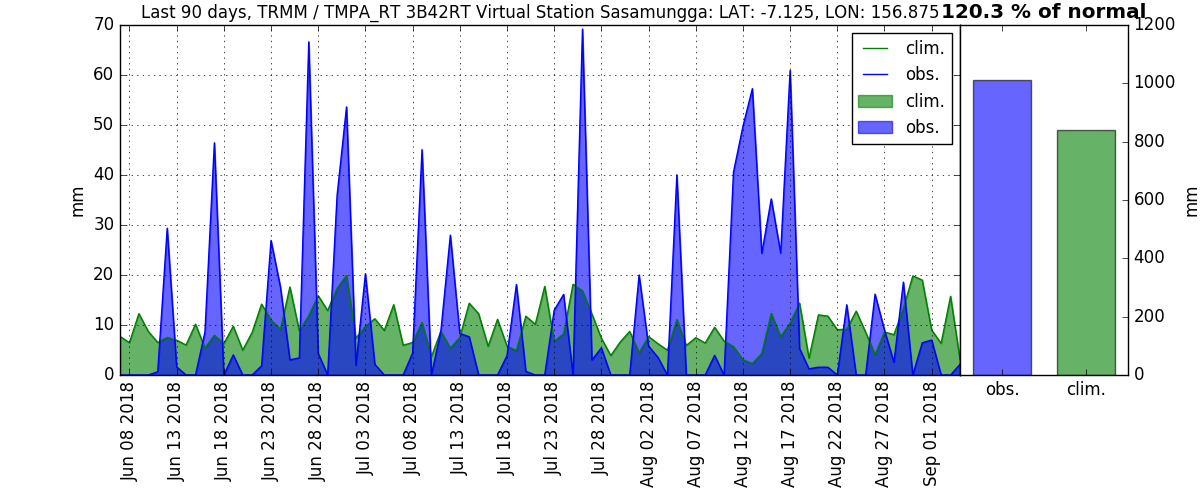 Last 90 days, TRMM / TMPA_RT 3B42RT Virtual Station Sasamungga: LAT: -7.125, LON: 156.875
120.3 % of normal
70
60
50
40
30
20
10
0
mm
clim.
obs.
clim.
obs.
1200
1000
800
600
400
200
0
mm
obs.
clim.
Jun 08 2018
Jun 13 2018
Jun 18 2018
Jun 23 2018
Jun 28 2018
Jul 03 2018
Jul 08 2018
Jul 13 2018
Jul 18 2018
Jul 23 2018
Jul 28 2018
Aug 02 2018
Aug 07 2018
Aug 12 2018
Aug 17 2018
Aug 22 2018
Aug 27 2018
Sep 01 2018